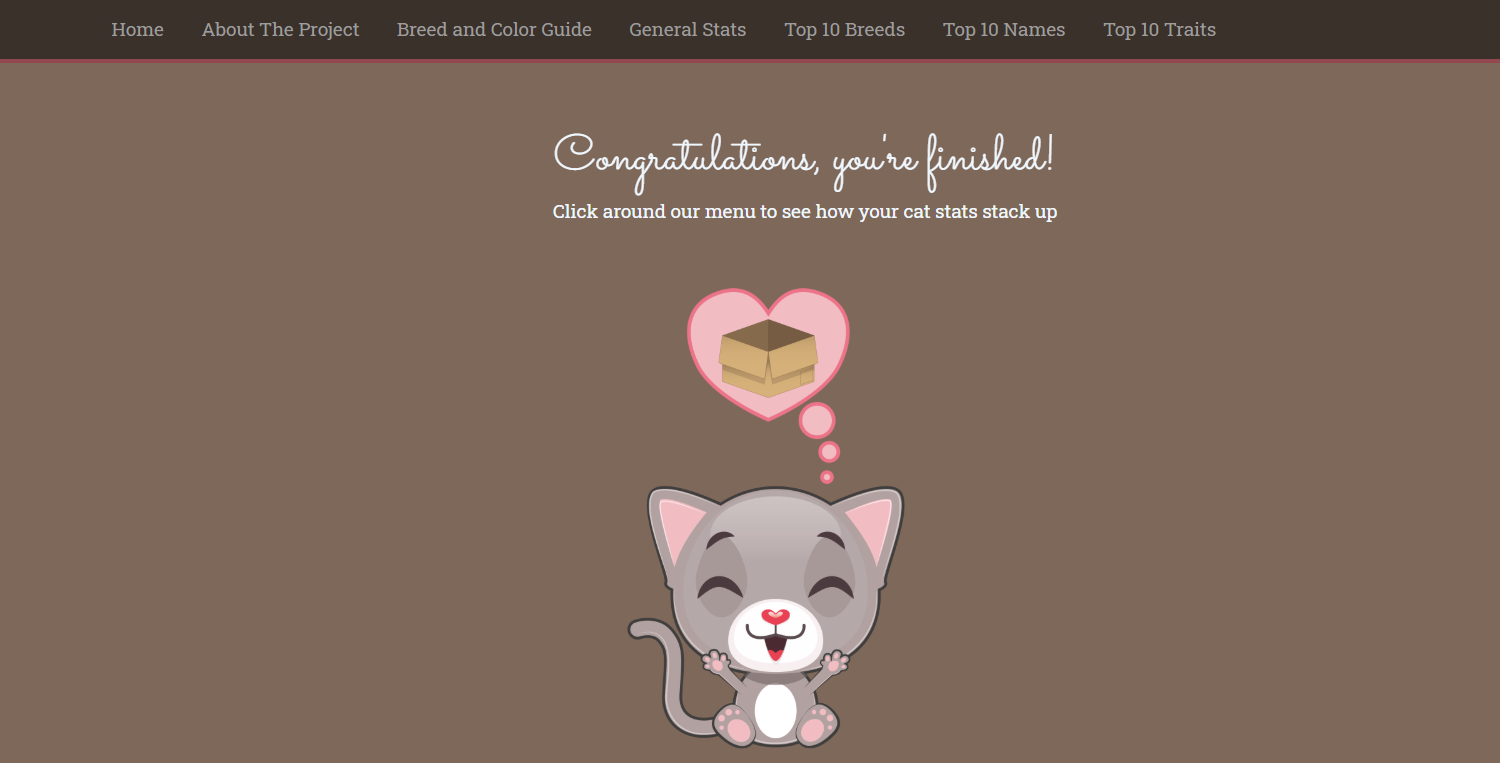 Home About The Project Breed and Color Guide General Stats Top 10 Breeds Top 10 Names Top 10 Traits
Congratulations, you're finished!
Click around our menu to see how your cat stats stack up